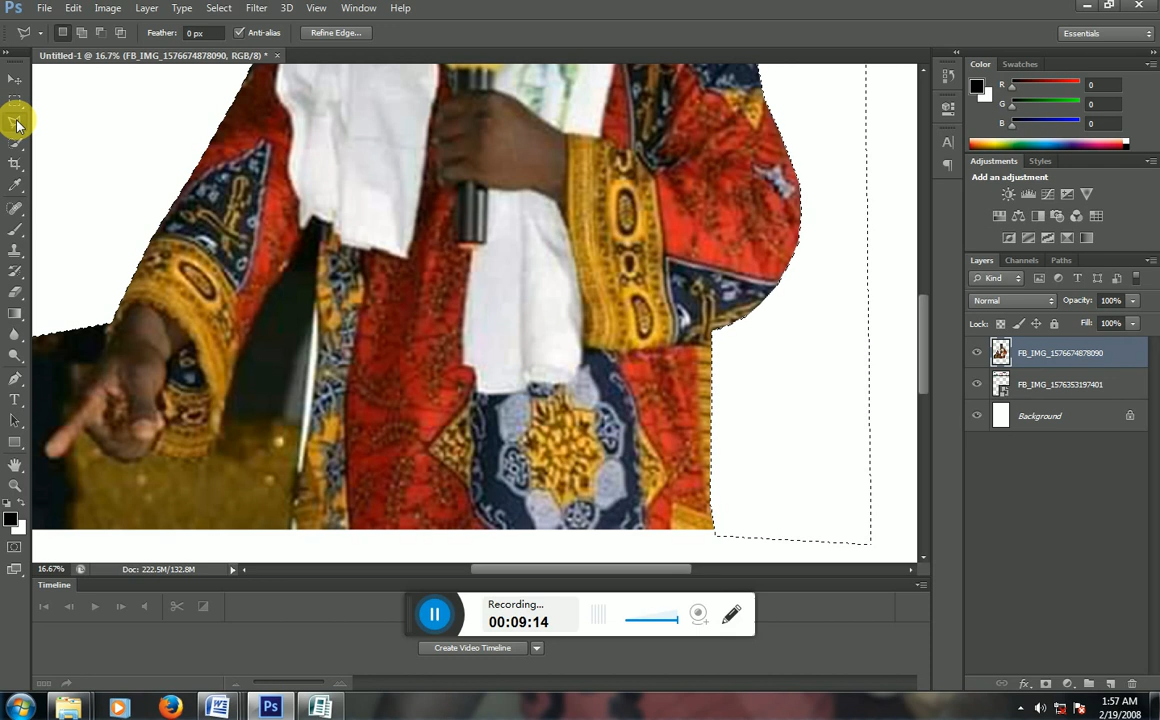 Ps File Edit Image Layer Type Select Filter 3D View Window Help
Feather: 0 px Anti-alias Refine Edge... Essentials
Untitled-1 @ 16.7% (FB_IMG_1576674878090, RGB/8) * ×
Color Swatches
R 0
G 0
B 0
Adjustments Styles
Add an adjustment
Layers Channels Paths
Kind
Normal Opacity: 100%
Lock: Fill: 100%
FB_IMG_1576674878090
FB_IMG_1576353197401
Background
16.67% Doc: 222.5M/132.8M
Timeline
Recording...
00:09:14
Create Video Timeline
1:57 AM
2/19/2008